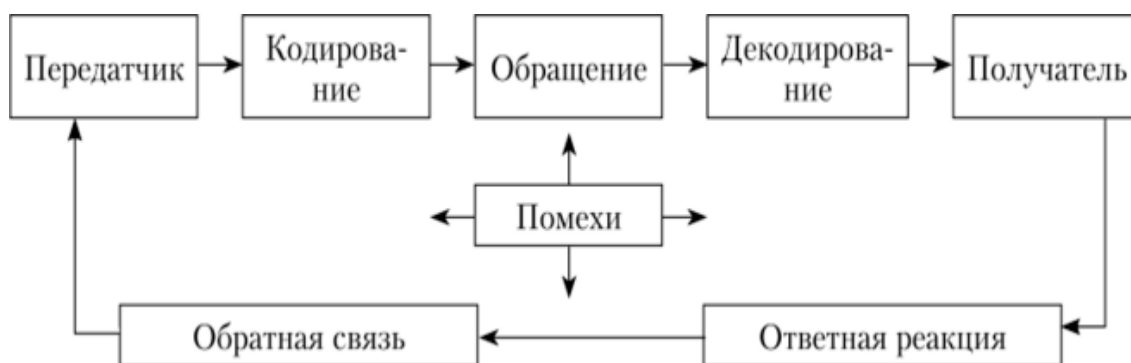 Передатчик
Кодирова-
ние
Обращение
Декодирова-
ние
Получатель
Помехи
Обратная связь
Ответная реакция